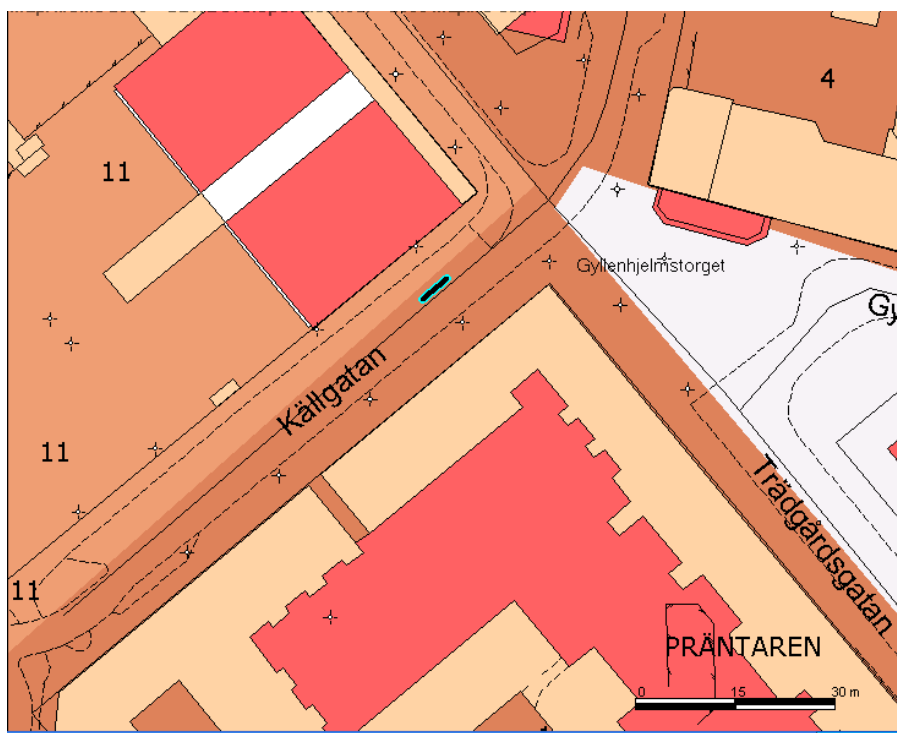 4
11
Gyllenhjelmstorget
Gy
Källgatan
11
Trädgårdsgatan
11
PRÄNTAREN
0 15 30 m